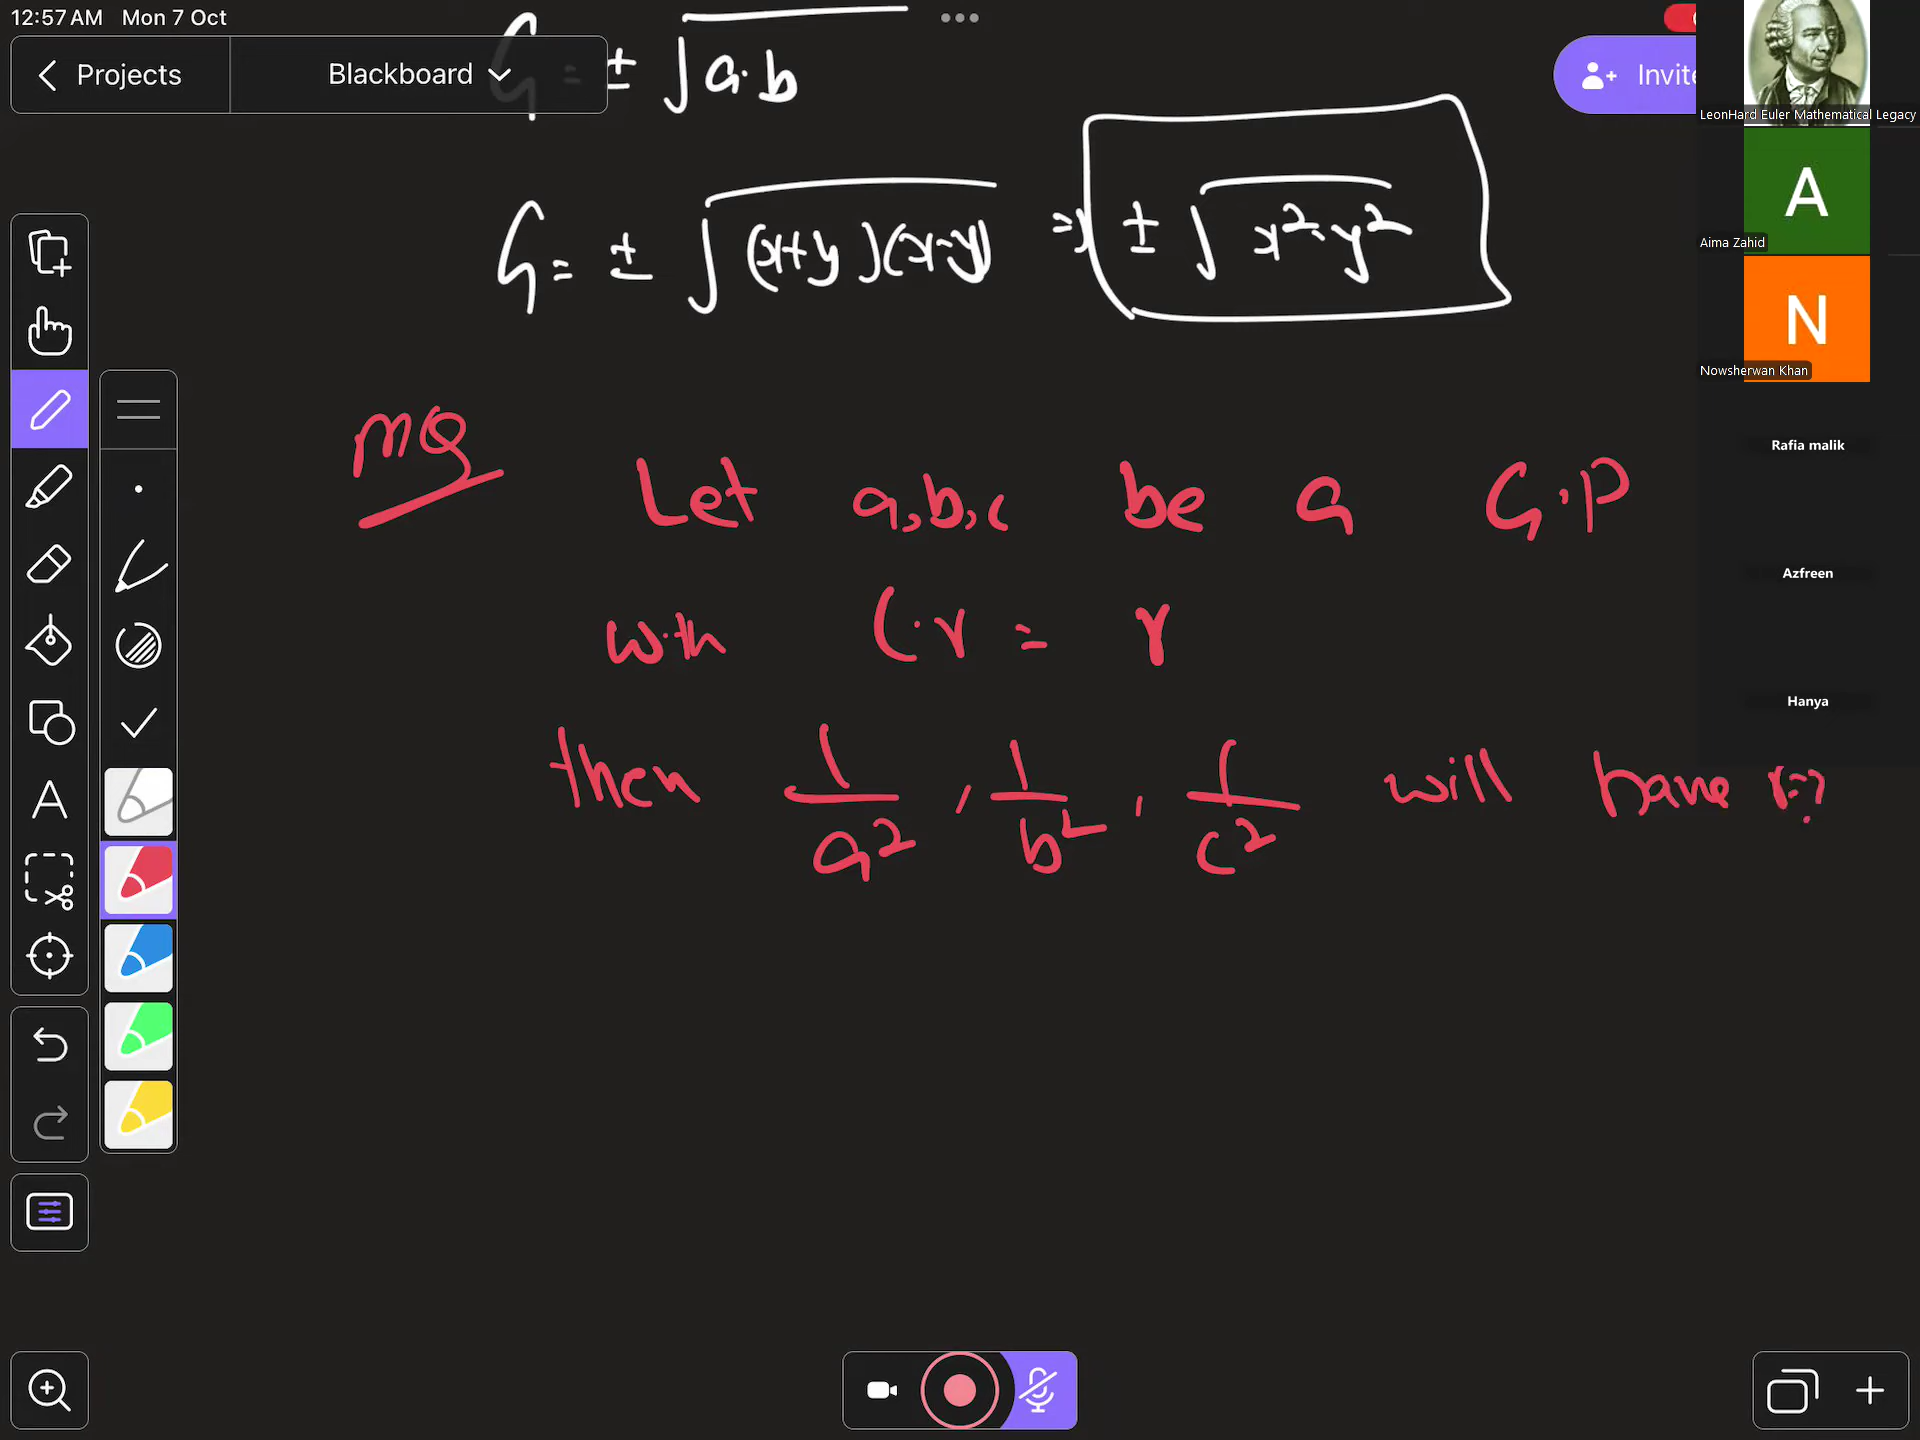 12:57 AM Mon 7 Oct
Projects
Blackboard
Invite
G = ± √a·b
LeonHard Euler Mathematical Legacy
A
Aima Zahid
G = ± √(x+y)(x-y) => ± √x²-y²
N
Nowsherwan Khan
MQ
Let a,b,c be a G.P
Rafia malik
Azfreen
with C.r = r
Hanya
then 1/a² , 1/b² , 1/c² will have r=?
A